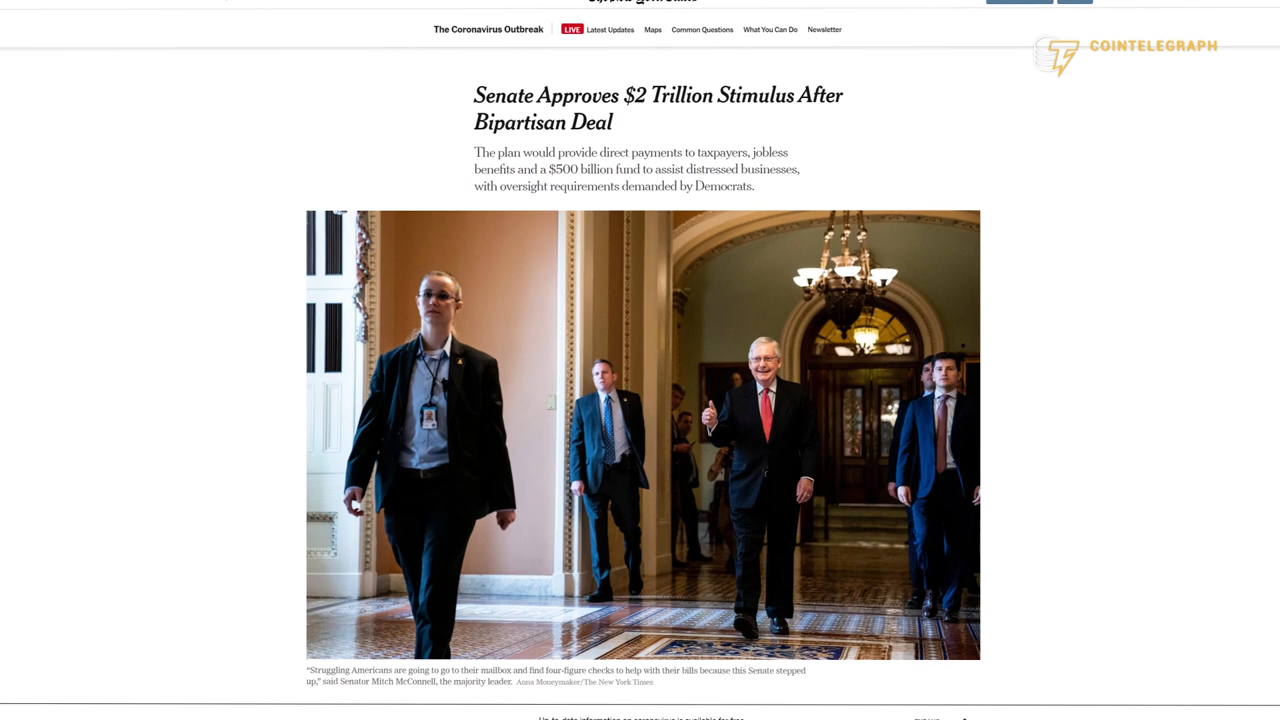 The Coronavirus Outbreak
LIVE Latest Updates Maps Common Questions What You Can Do Newsletter
COINTELEGRAPH
Senate Approves $2 Trillion Stimulus After
Bipartisan Deal
The plan would provide direct payments to taxpayers, jobless
benefits and a $500 billion fund to assist distressed businesses,
with oversight requirements demanded by Democrats.
“Struggling Americans are going to go to their mailbox and find four-figure checks to help with their bills because this Senate stepped
up,” said Senator Mitch McConnell, the majority leader. Anna Moneymaker/The New York Times